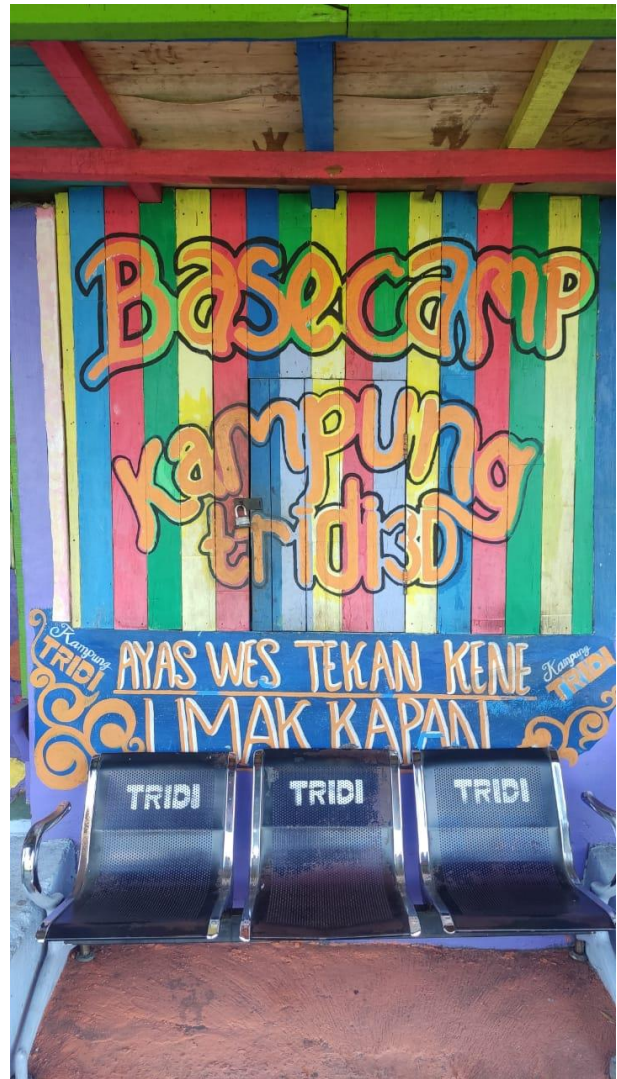 Basecamp
Kampung
tridi3D
Kampung
TRIDI
AYAS WES TEKAN KENE
UMAK KAPAN
Kampung
TRIDI
TRIDI
TRIDI
TRIDI